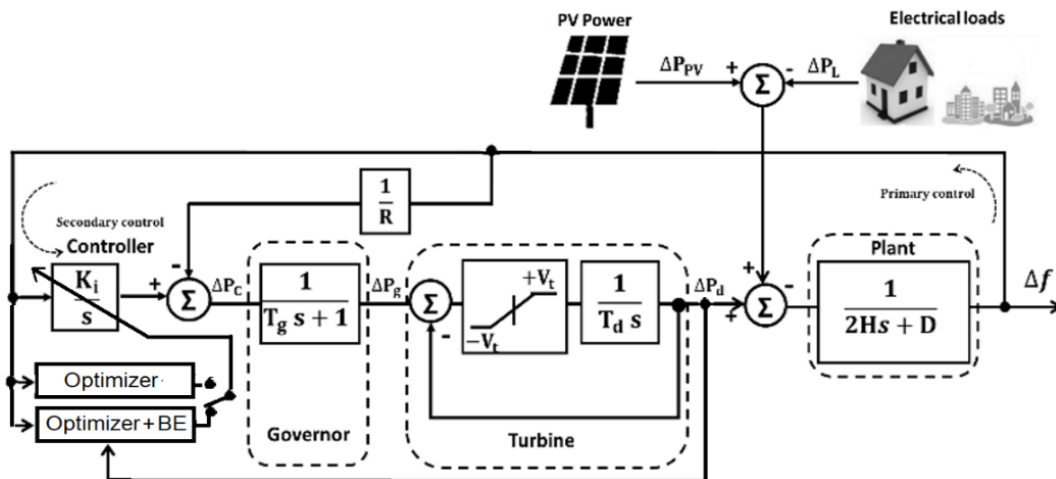 PV Power
Electrical loads
ΔP_PV
+
Σ
-
ΔP_L
1
R
Primary control
Secondary control
Controller
K_i
s
+
-
Σ
ΔP_C
1
T_g s + 1
Governor
ΔP_g
Σ
-
+V_t
−V_t
1
T_d s
Turbine
ΔP_d
+
+
Σ
-
Plant
1
2Hs + D
Δf
Optimizer
Optimizer+BE